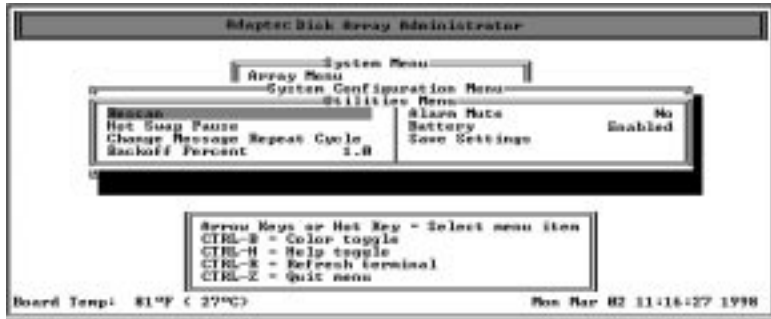 Adaptec Disk Array Administrator
System Menu
Array Menu
System Configuration Menu
Utilities Menu
Rescan
Hot Swap Pause
Change Message Repeat Cycle
Backoff Percent 1.0
Alarm Mute No
Battery Enabled
Save Settings
Arrow Keys or Hot Key - Select menu item
CTRL-B - Color toggle
CTRL-H - Help toggle
CTRL-R - Refresh terminal
CTRL-Z - Quit menu
Board Temp: 81°F ( 27°C)
Mon Mar 02 11:16:27 1998